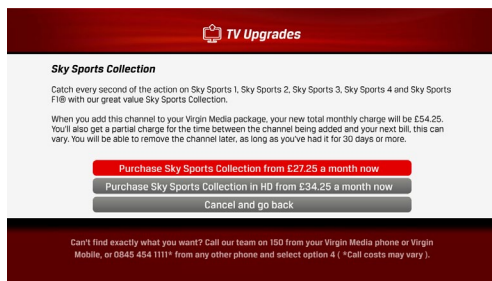 TV Upgrades
Sky Sports Collection
Catch every second of the action on Sky Sports 1, Sky Sports 2, Sky Sports 3, Sky Sports 4 and Sky Sports
F1® with our great value Sky Sports Collection.
When you add this channel to your Virgin Media package, your new total monthly charge will be £54.25.
You'll also get a partial charge for the time between the channel being added and your next bill, this can
vary. You will be able to remove the channel later, as long as you've had it for 30 days or more.
Purchase Sky Sports Collection from £27.25 a month now
Purchase Sky Sports Collection in HD from £34.25 a month now
Cancel and go back
Can't find exactly what you want? Call our team on 150 from your Virgin Media phone or Virgin
Mobile, or 0845 454 1111* from any other phone and select option 4 ( *Call costs may vary ).